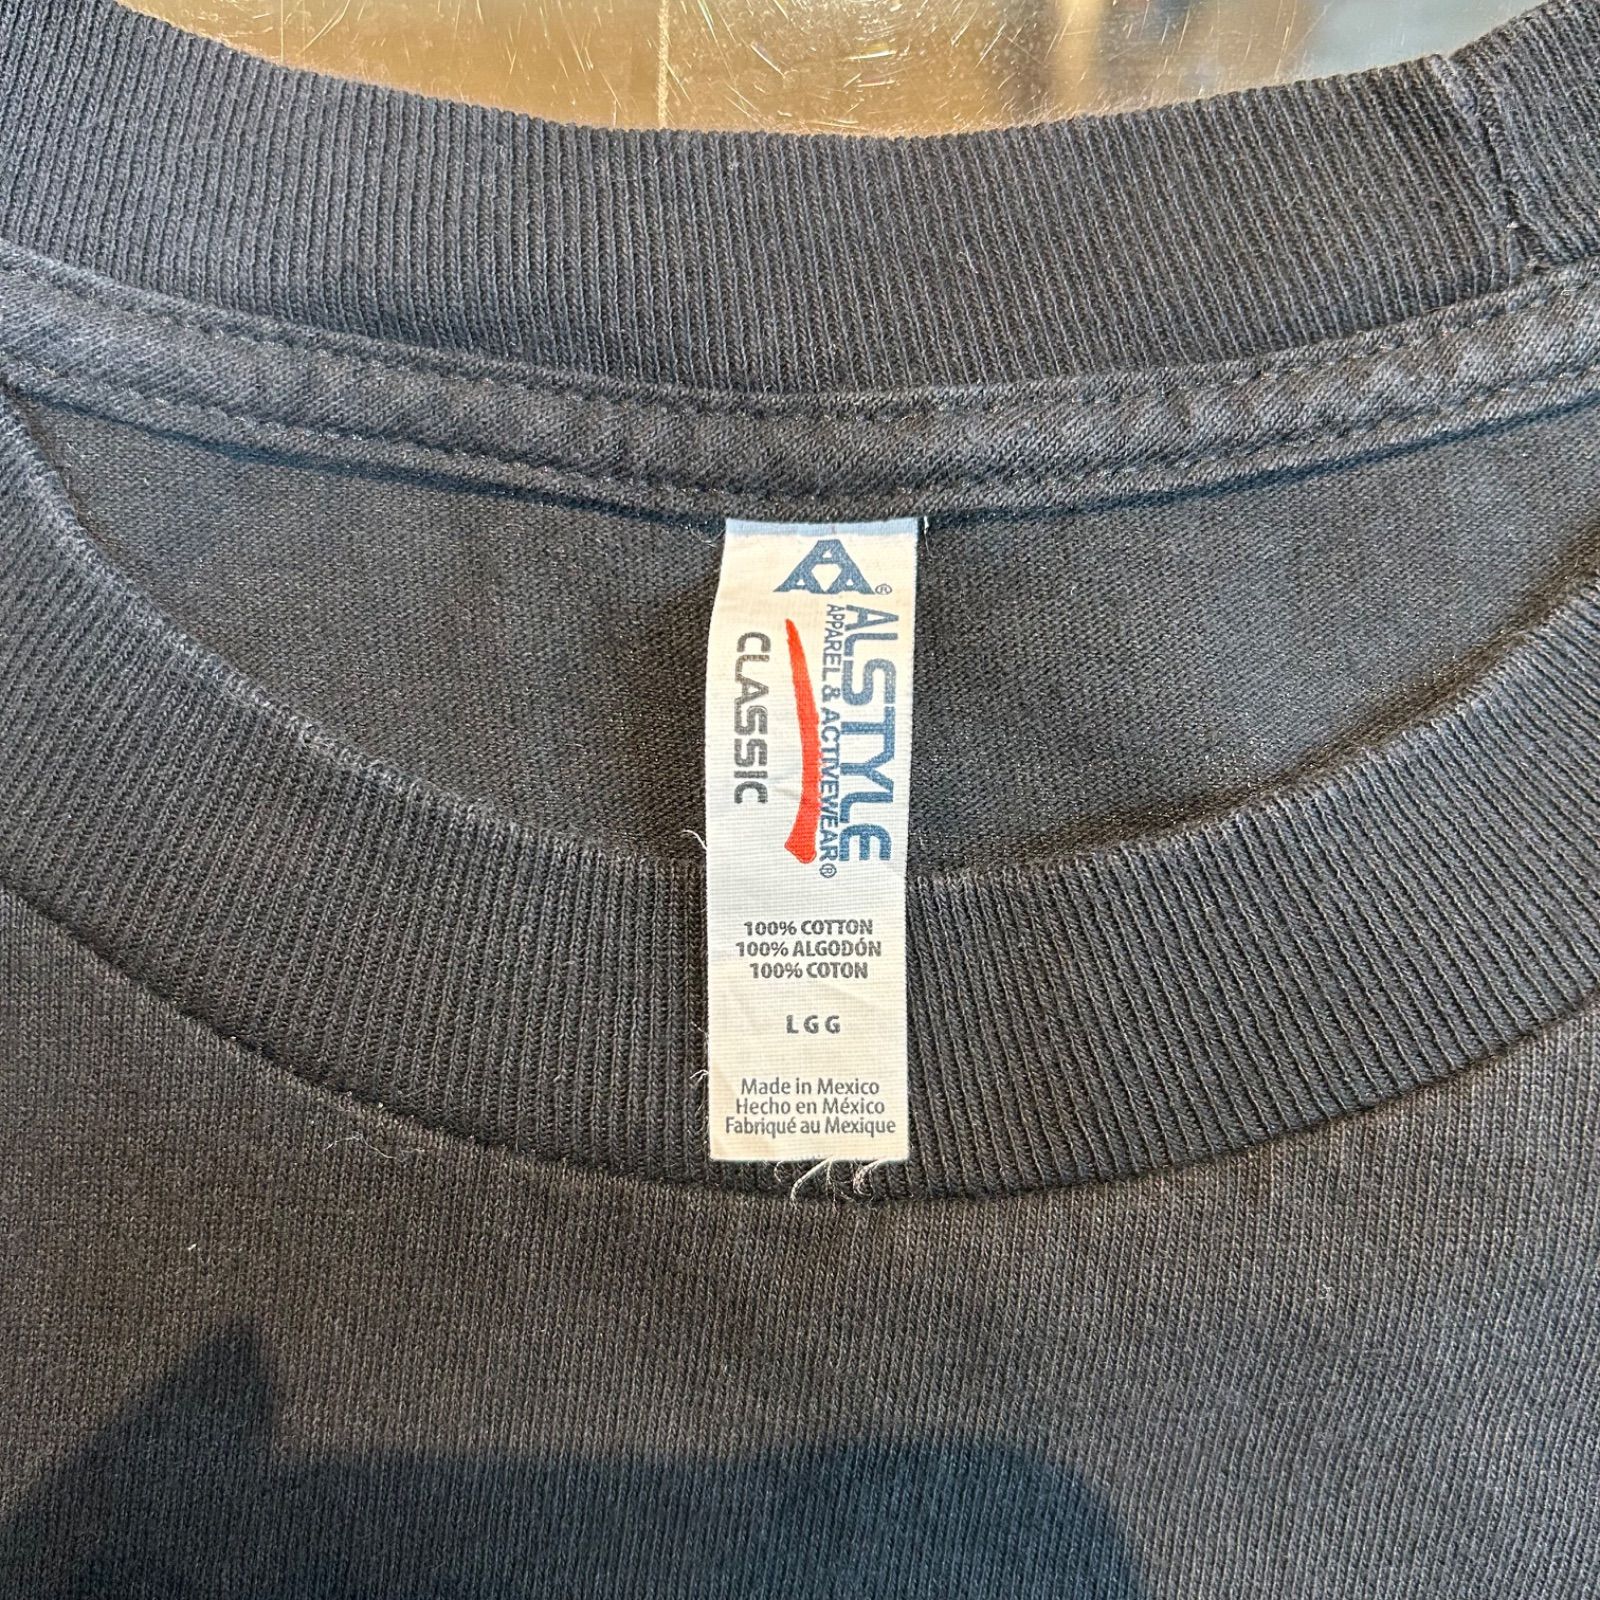 AAA®
ALSTYLE
APPAREL & ACTIVEWEAR®
CLASSIC
100% COTTON
100% ALGODÓN
100% COTON
L G G
Made in Mexico
Hecho en México
Fabriqué au Mexique